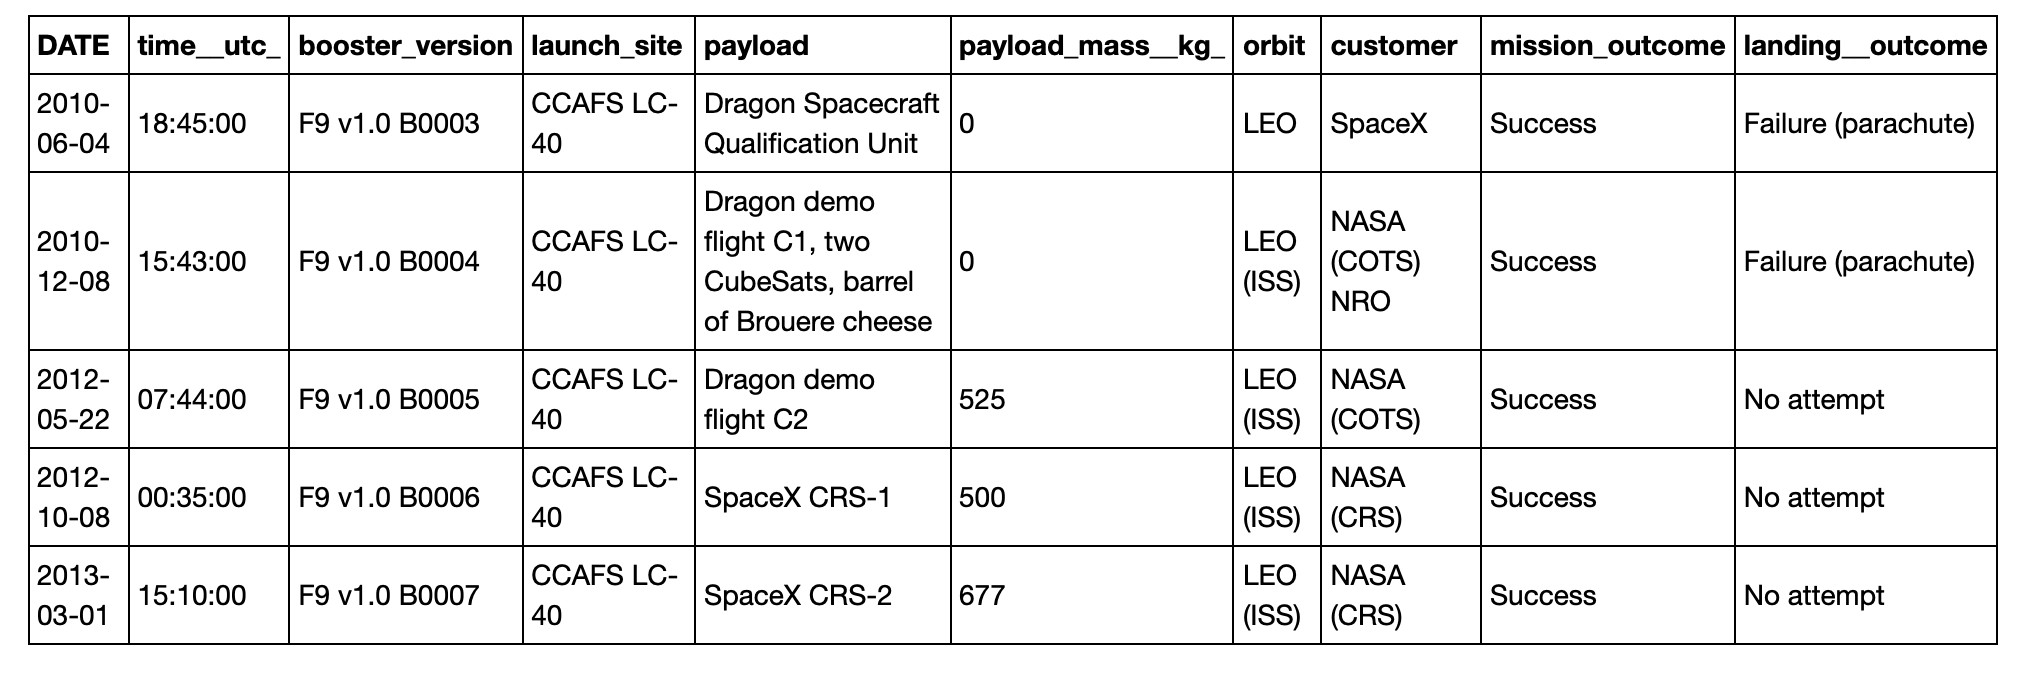 DATE time__utc_ booster_version launch_site payload payload_mass__kg_ orbit customer mission_outcome landing__outcome
2010-06-04 18:45:00 F9 v1.0 B0003 CCAFS LC-40 Dragon Spacecraft Qualification Unit 0 LEO SpaceX Success Failure (parachute)
2010-12-08 15:43:00 F9 v1.0 B0004 CCAFS LC-40 Dragon demo flight C1, two CubeSats, barrel of Brouere cheese 0 LEO (ISS) NASA (COTS) NRO Success Failure (parachute)
2012-05-22 07:44:00 F9 v1.0 B0005 CCAFS LC-40 Dragon demo flight C2 525 LEO (ISS) NASA (COTS) Success No attempt
2012-10-08 00:35:00 F9 v1.0 B0006 CCAFS LC-40 SpaceX CRS-1 500 LEO (ISS) NASA (CRS) Success No attempt
2013-03-01 15:10:00 F9 v1.0 B0007 CCAFS LC-40 SpaceX CRS-2 677 LEO (ISS) NASA (CRS) Success No attempt